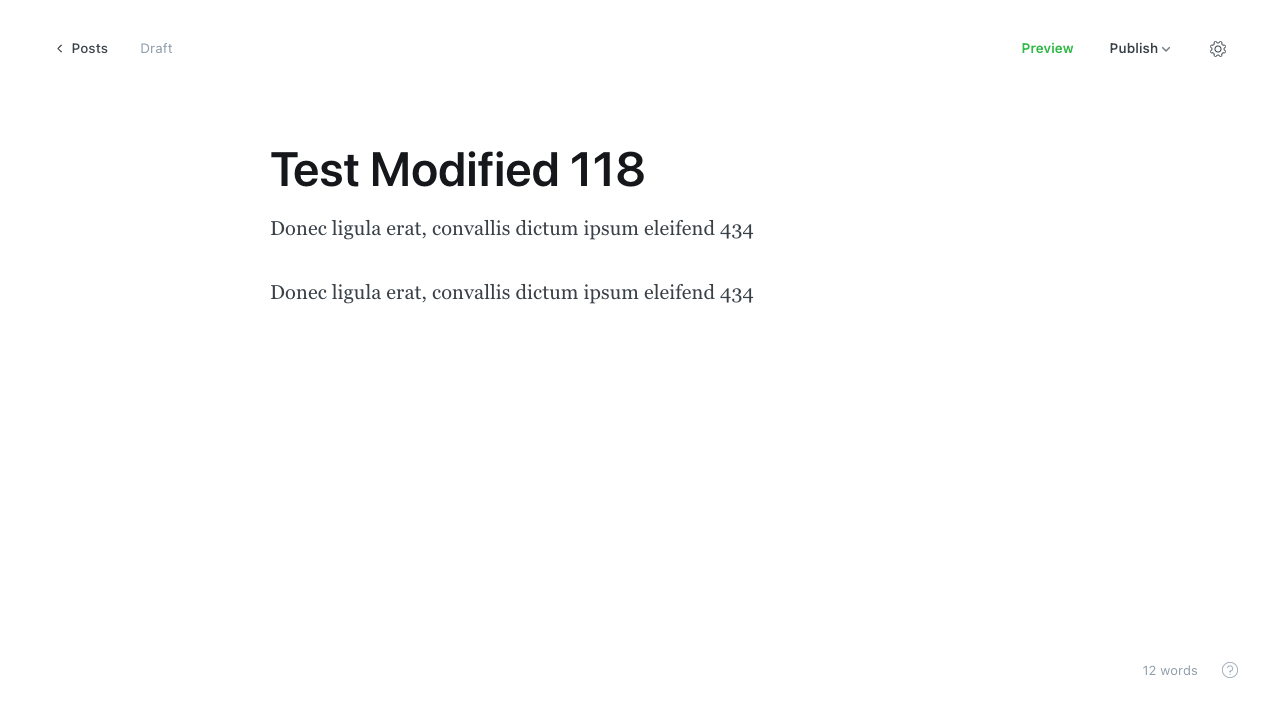 Posts Draft Preview Publish
Test Modified 118
Donec ligula erat, convallis dictum ipsum eleifend 434
Donec ligula erat, convallis dictum ipsum eleifend 434
12 words ?